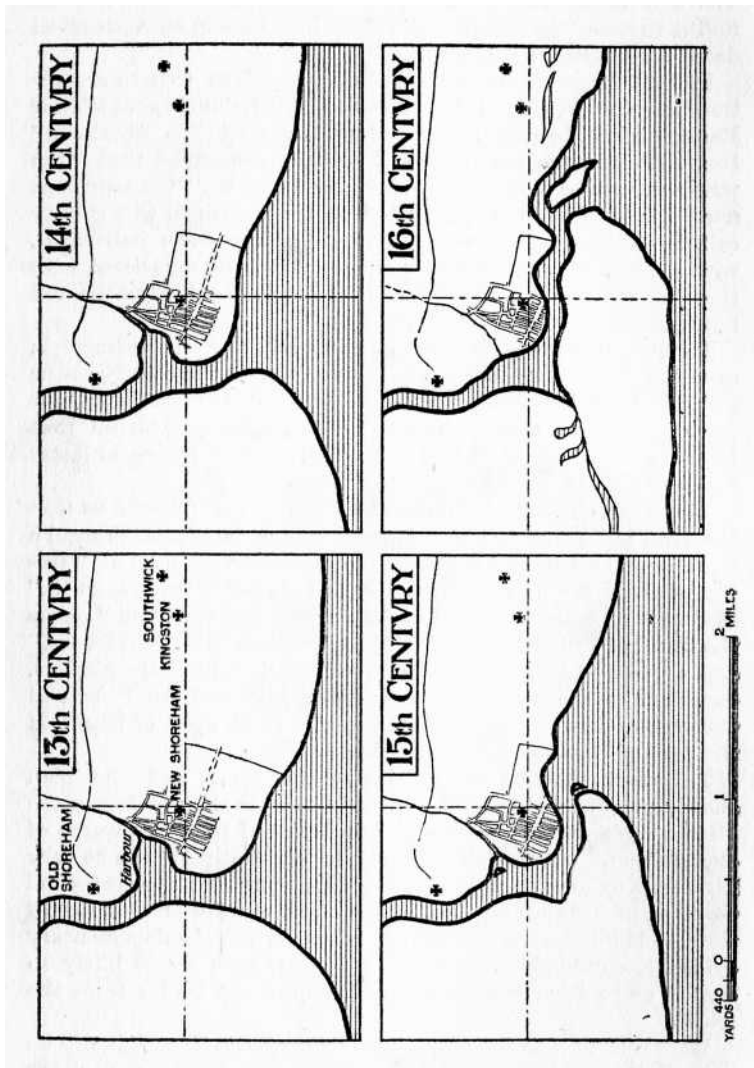 13th CENTVRY
OLD
SHOREHAM
Harbour
NEW SHOREHAM
SOUTHWICK
KINGSTON
14th CENTVRY
15th CENTVRY
16th CENTVRY
440 0 1 2
YARDS MILES